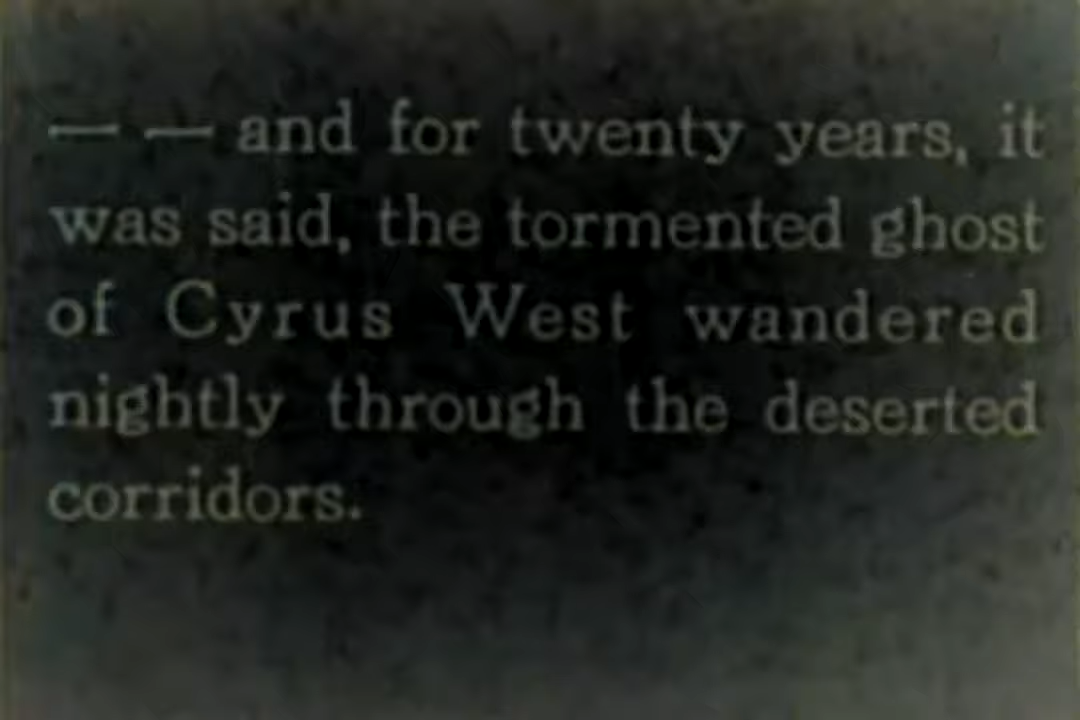 — — and for twenty years, it
was said, the tormented ghost
of Cyrus West wandered
nightly through the deserted
corridors.